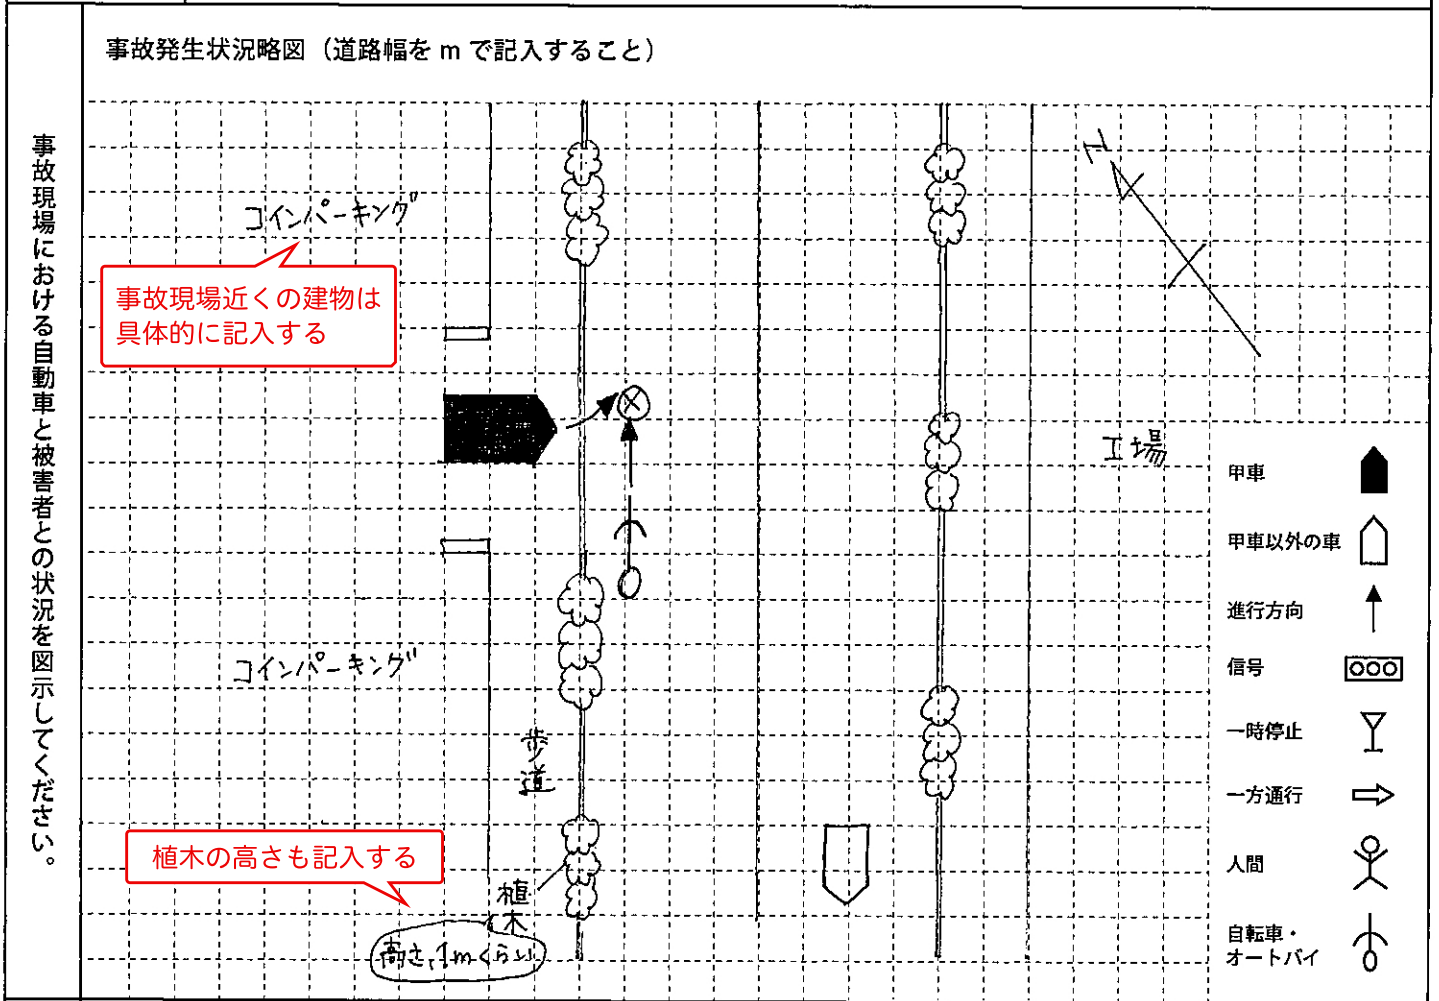 事故発生状況略図（道路幅を m で記入すること）
事故現場における自動車と被害者との状況を図示してください。
N
コインパーキング
事故現場近くの建物は
具体的に記入する
工場
甲車
甲車以外の車
進行方向
信号
一時停止
一方通行
人間
自転車・
オートバイ
コインパーキング
歩道
植木の高さも記入する
植木
高さ、1mくらい